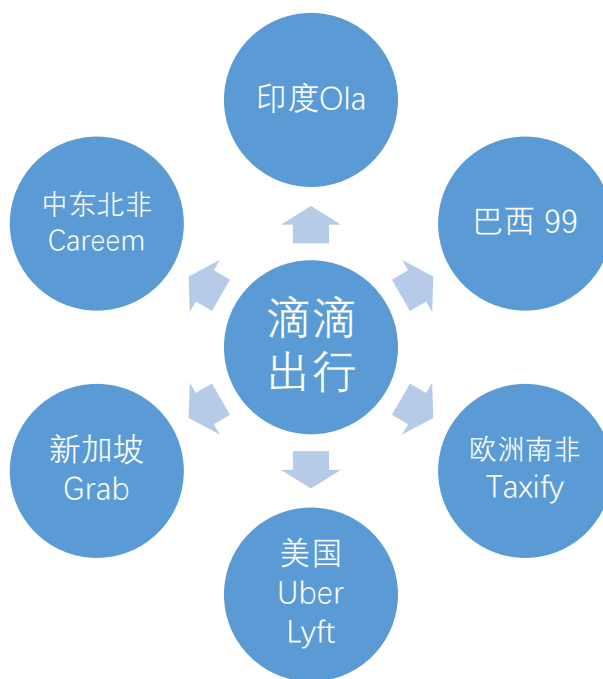 印度Ola
中东北非
Careem
巴西 99
滴滴
出行
新加坡
Grab
欧洲南非
Taxify
美国
Uber
Lyft